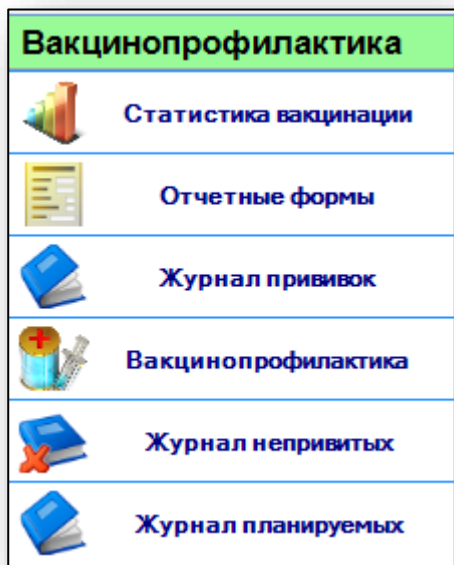 Вакцинопрофилактика
Статистика вакцинации
Отчетные формы
Журнал прививок
Вакцинопрофилактика
Журнал непривитых
Журнал планируемых